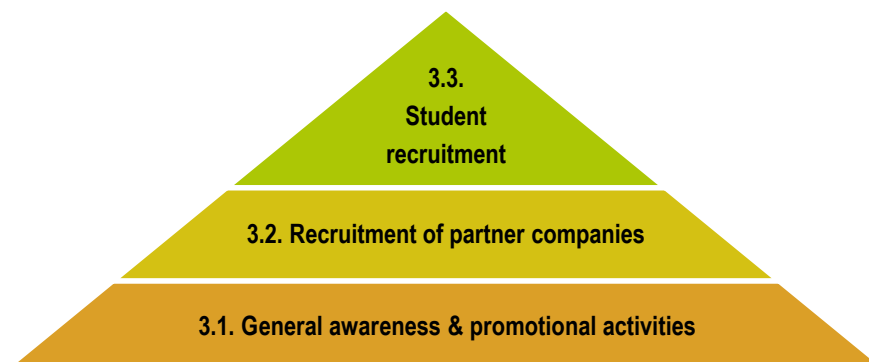 3.3.
Student
recruitment
3.2. Recruitment of partner companies
3.1. General awareness & promotional activities